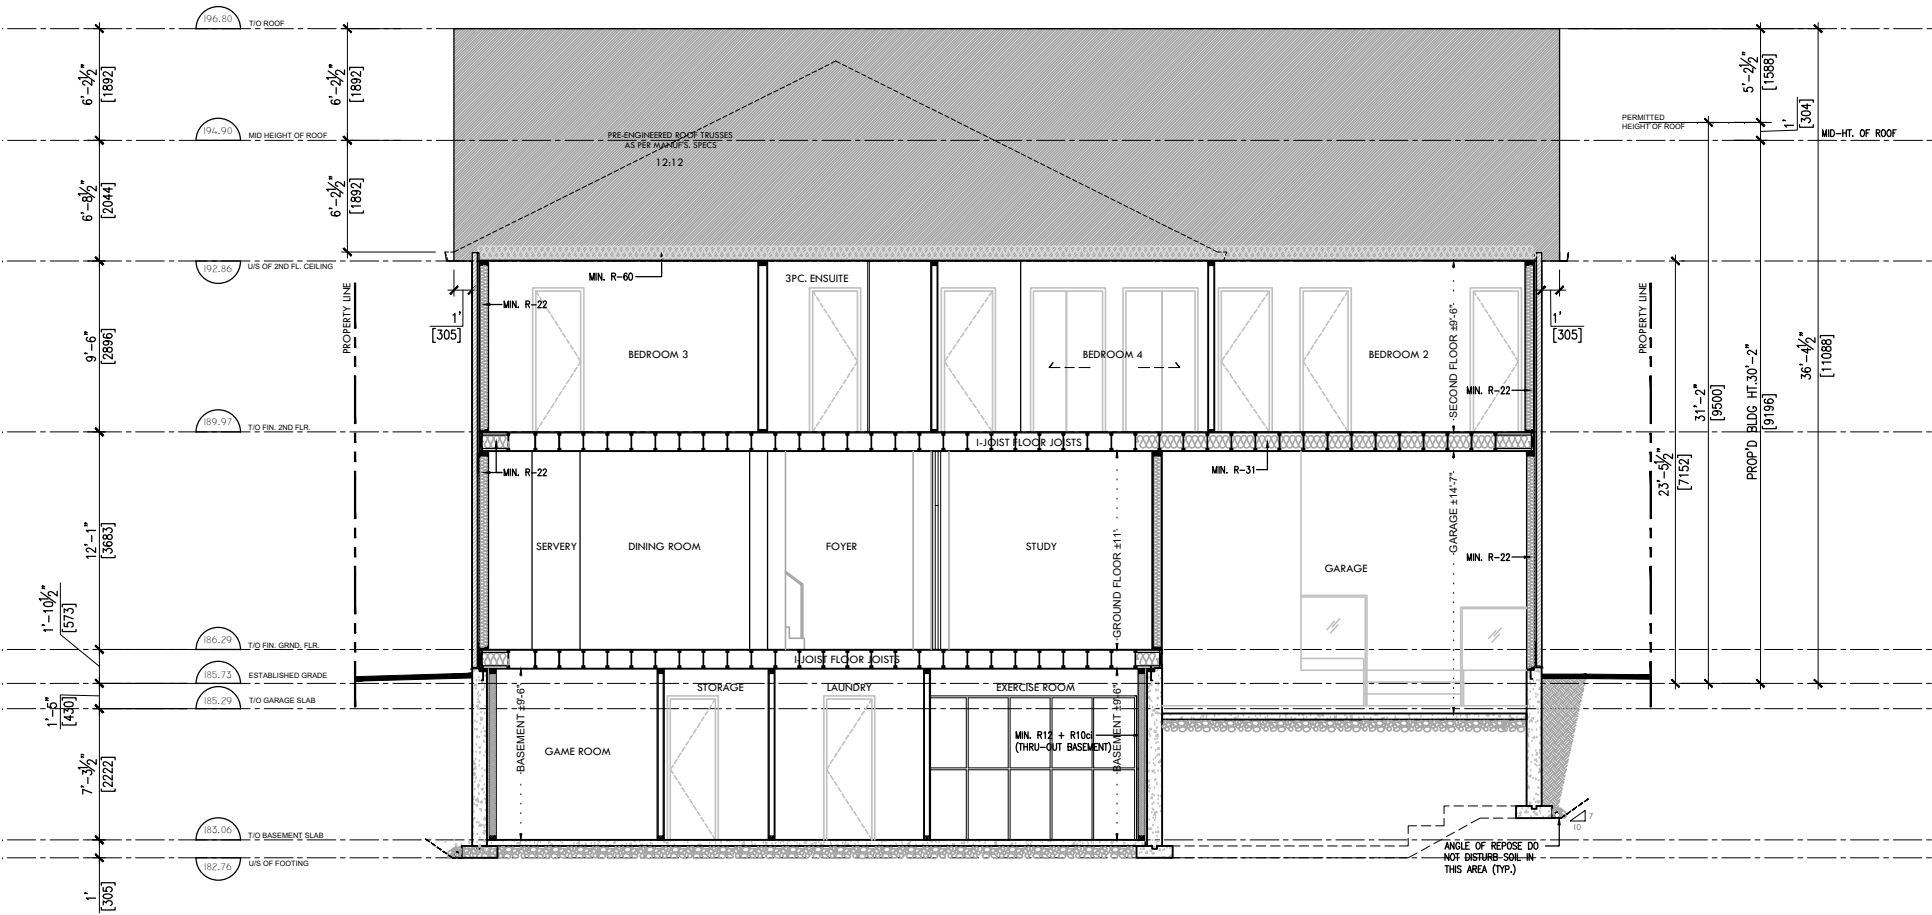 196.80
T/O ROOF
6'-2½"
[1892]
6'-2½"
[1892]
5'-2½"
[1588]
1'
[304]
PERMITTED
HEIGHT OF ROOF
194.90
MID HEIGHT OF ROOF
MID-HT. OF ROOF
PRE-ENGINEERED ROOF TRUSSES
AS PER MANUF'S. SPECS
12:12
6'-8½"
[2044]
6'-2½"
[1892]
192.86
U/S OF 2ND FL. CEILING
MIN. R-60
3PC. ENSUITE
MIN. R-22
1'
[305]
1'
[305]
PROPERTY LINE
PROPERTY LINE
9'-6"
[2896]
BEDROOM 3
BEDROOM 4
BEDROOM 2
SECOND FLOOR ±9'-6"
MIN. R-22
36'-4½"
[11088]
31'-2"
[9500]
PROP'D BLDG HT.30'-2"
[9196]
23'-5½"
[7152]
189.97
T/O FIN. 2ND FLR.
I-JOIST FLOOR JOISTS
MIN. R-22
MIN. R-31
12'-1"
[3683]
SERVERY
DINING ROOM
FOYER
STUDY
GROUND FLOOR ±11'
GARAGE
GARAGE ±14'-7"
MIN. R-22
1'-10½"
[573]
186.29
T/O FIN. GRND. FLR.
I-JOIST FLOOR JOISTS
185.73
ESTABLISHED GRADE
185.29
T/O GARAGE SLAB
1'-5"
[430]
STORAGE
LAUNDRY
EXERCISE ROOM
BASEMENT ±9'-6"
BASEMENT ±9'-6"
GAME ROOM
MIN. R12 + R10ci
(THRU-OUT BASEMENT)
7'-3½"
[2222]
183.06
T/O BASEMENT SLAB
182.76
U/S OF FOOTING
1'
[305]
7
10
ANGLE OF REPOSE DO
NOT DISTURB SOIL IN
THIS AREA (TYP.)